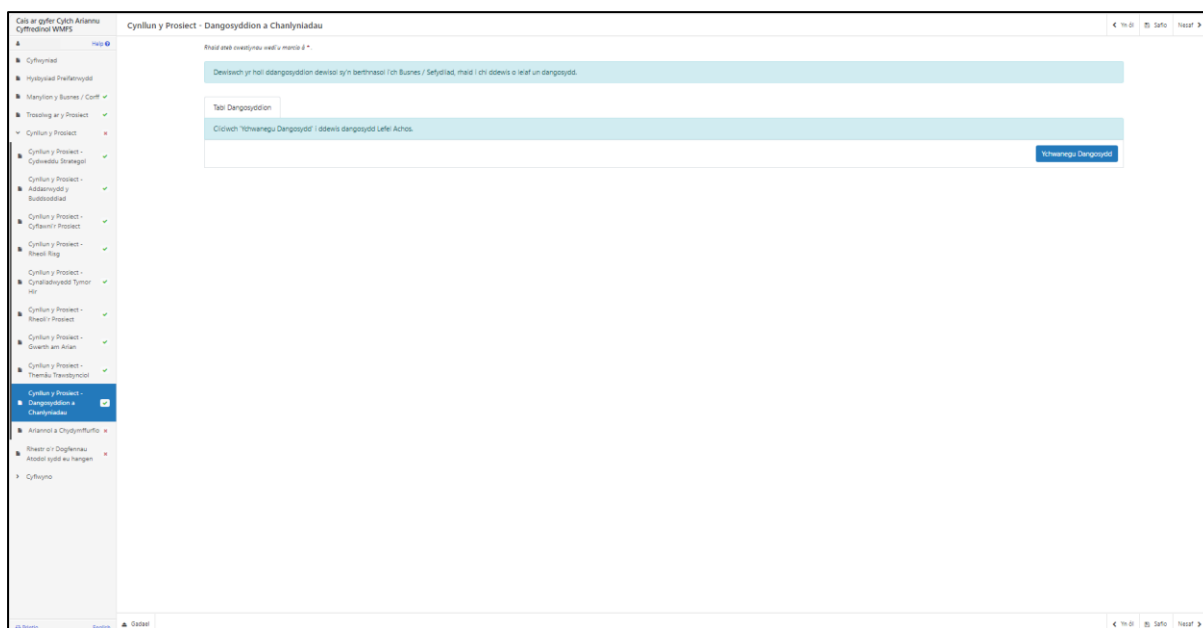 Cais ar gyfer Cylch Ariannu
Cyffredinol WMFS
Help
Cyflwyniad
Hysbysiad Preifatrwydd
Manylion y Busnes / Corff
Trosolwg ar y Prosiect
Cynllun y Prosiect
Cynllun y Prosiect -
Cydweddu Strategol
Cynllun y Prosiect -
Addasrwydd y
Buddsoddiad
Cynllun y Prosiect -
Cyflawni'r Prosiect
Cynllun y Prosiect -
Rheoli Risg
Cynllun y Prosiect -
Cynaliadwyedd Tymor
Hir
Cynllun y Prosiect -
Rheoli'r Prosiect
Cynllun y Prosiect -
Gwerth am Arian
Cynllun y Prosiect -
Themâu Trawsbynciol
Cynllun y Prosiect -
Dangosyddion a
Chanlyniadau
Ariannol a Chydymffurfio
Rhestr o'r Dogfennau
Atodol sydd eu hangen
Cyflwyno
English
Cynllun y Prosiect - Dangosyddion a Chanlyniadau
Yn ôl Safio Nesaf
Rhaid ateb cwestiynau wedi'u marcio â *
Dewiswch yr holl ddangosyddion dewisol sy'n berthnasol i'ch Busnes / Sefydliad, rhaid i chi ddewis o leiaf un dangosydd.
Tabl Dangosyddion
Cliciwch 'Ychwanegu Dangosydd' i ddewis dangosydd Lefel Achos.
Ychwanegu Dangosydd
Gadael
Yn ôl Safio Nesaf